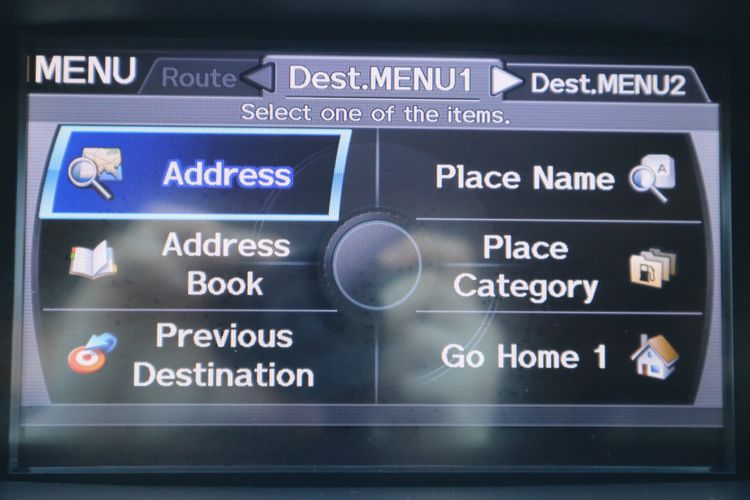 MENU Route Dest.MENU1 Dest.MENU2
Select one of the items.
Address
Place Name
A
Address
Book
Place
Category
Previous
Destination
Go Home 1